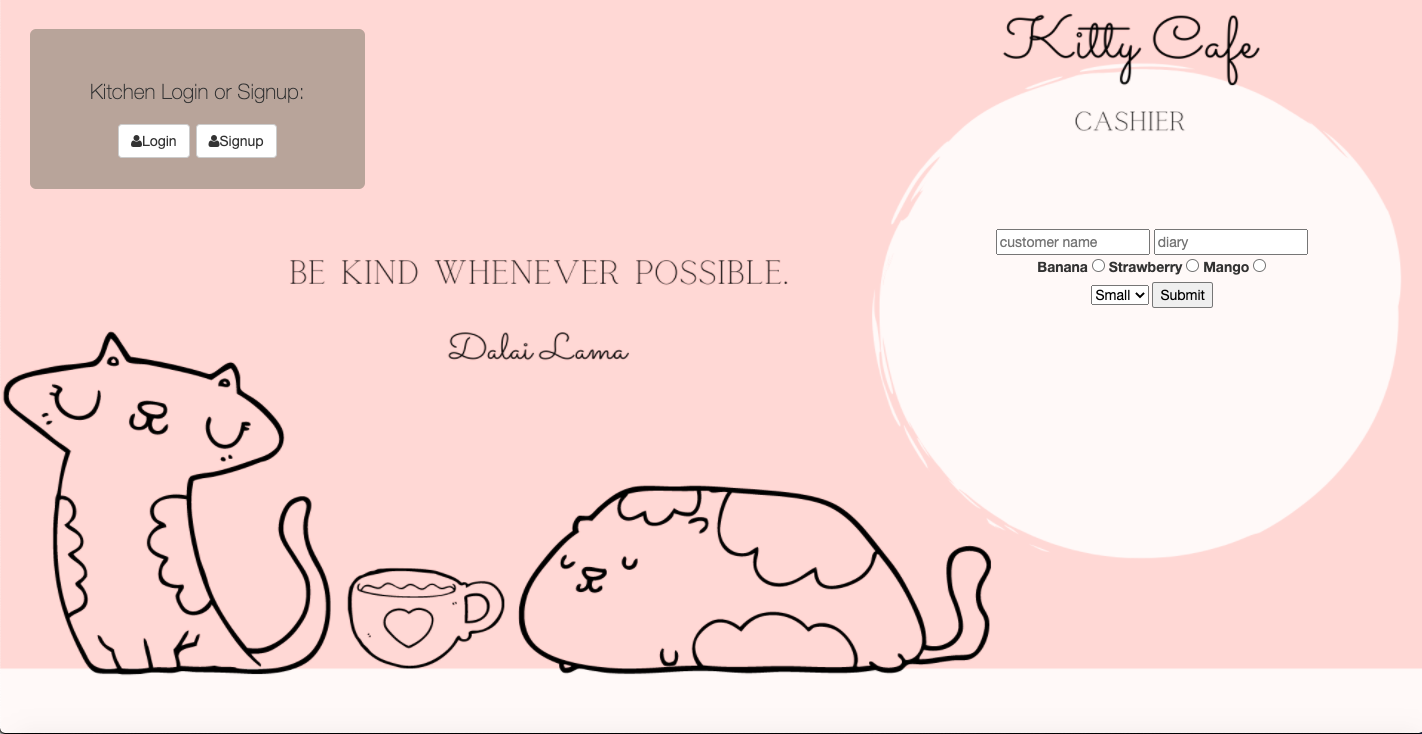 Kitchen Login or Signup:
Login Signup
BE KIND WHENEVER POSSIBLE.
Dalai Lama
Kitty Cafe
CASHIER
customer name diary
Banana Strawberry Mango
Small Submit